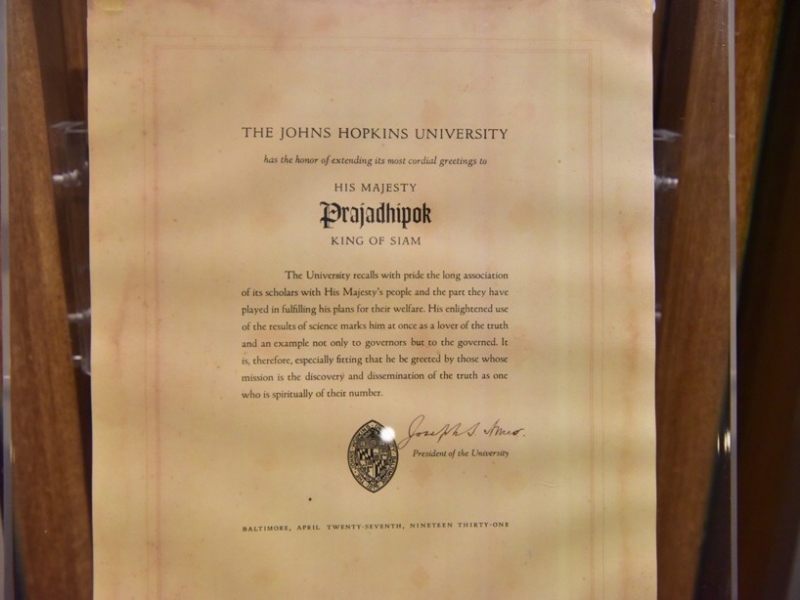 THE JOHNS HOPKINS UNIVERSITY
has the honor of extending its most cordial greetings to
HIS MAJESTY
Prajadhipok
KING OF SIAM
The University recalls with pride the long association
of its scholars with His Majesty's people and the part they have
played in fulfilling his plans for their welfare. His enlightened use
of the results of science marks him at once as a lover of the truth
and an example not only to governors but to the governed. It
is, therefore, especially fitting that he be greeted by those whose
mission is the discovery and dissemination of the truth as one
who is spiritually of their number.
Joseph S Ames.
President of the University
BALTIMORE, APRIL TWENTY-SEVENTH, NINETEEN THIRTY-ONE